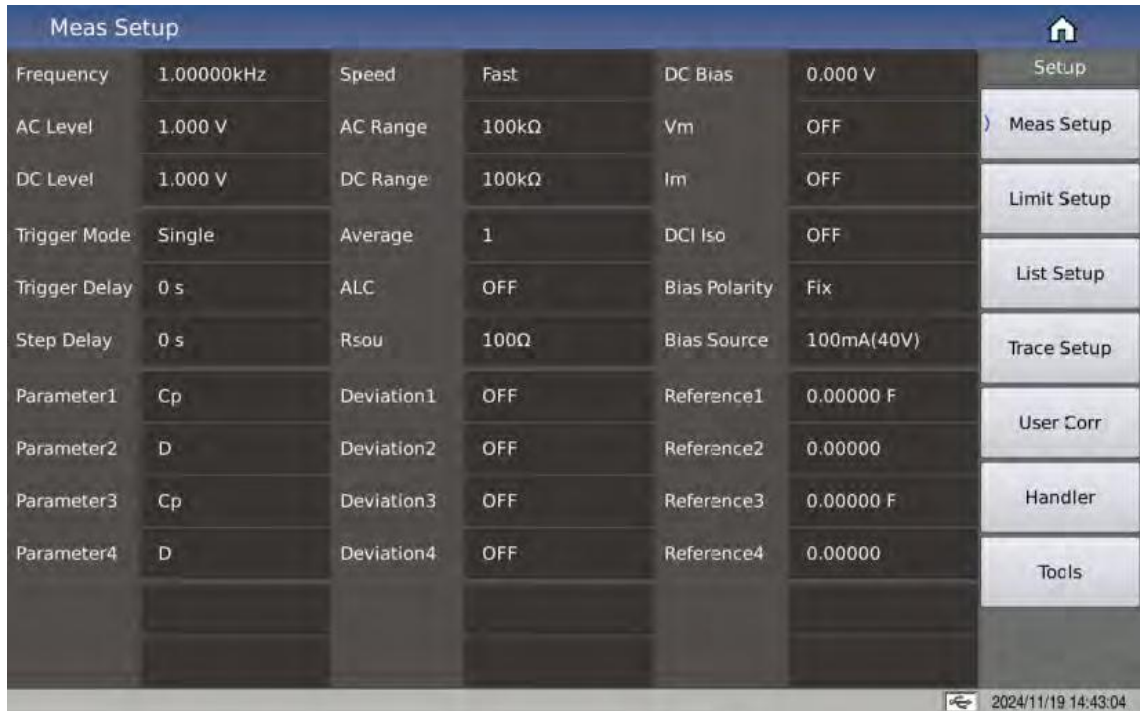 Meas Setup
Frequency 1.00000kHz Speed Fast DC Bias 0.000 V
AC Level 1.000 V AC Range 100kΩ Vm OFF
DC Level 1.000 V DC Range 100kΩ Im OFF
Trigger Mode Single Average 1 DCI Iso OFF
Trigger Delay 0 s ALC OFF Bias Polarity Fix
Step Delay 0 s Rsou 100Ω Bias Source 100mA(40V)
Parameter1 Cp Deviation1 OFF Reference1 0.00000 F
Parameter2 D Deviation2 OFF Reference2 0.00000
Parameter3 Cp Deviation3 OFF Reference3 0.00000 F
Parameter4 D Deviation4 OFF Reference4 0.00000
Setup
Meas Setup
Limit Setup
List Setup
Trace Setup
User Corr
Handler
Tools
2024/11/19 14:43:04